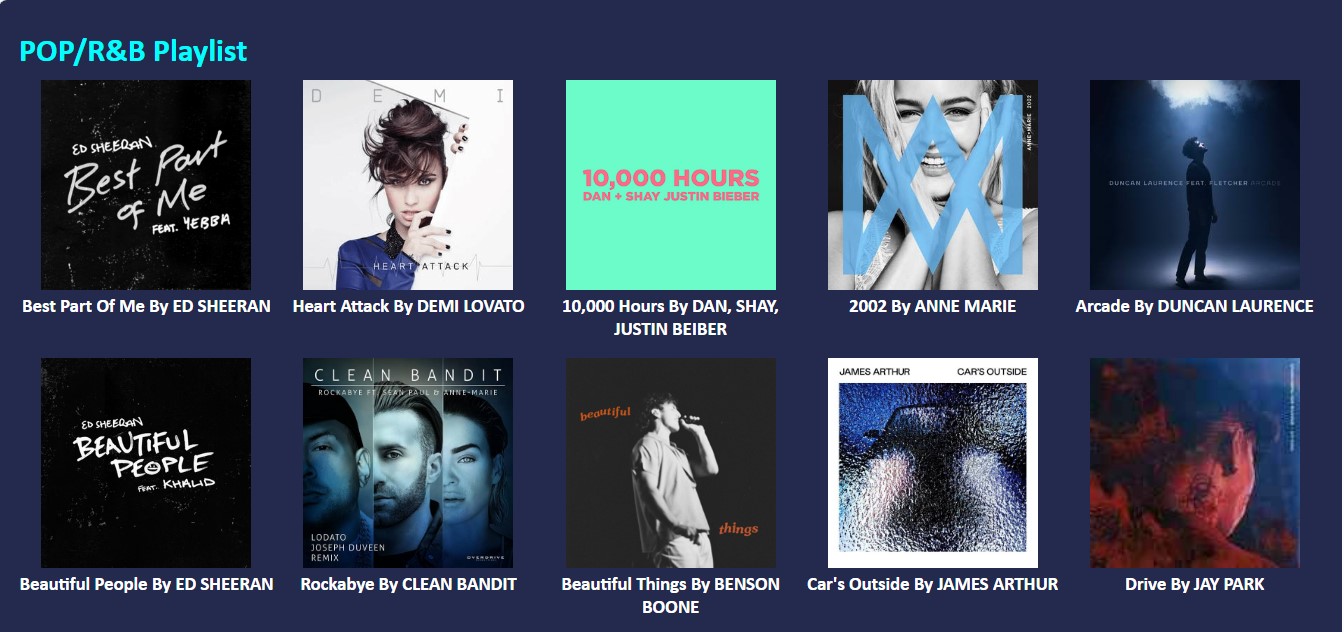 POP/R&B Playlist
ED SHEERAN
Best Part
of Me
FEAT. YEBBA
D E M I
HEART ATTACK
10,000 HOURS
DAN + SHAY JUSTIN BIEBER
ANNE-MARIE 2002
DUNCAN LAURENCE FEAT. FLETCHER ARCADE
Best Part Of Me By ED SHEERAN
Heart Attack By DEMI LOVATO
10,000 Hours By DAN, SHAY,
JUSTIN BEIBER
2002 By ANNE MARIE
Arcade By DUNCAN LAURENCE
ED SHEERAN
BEAUTIFUL
PEOPLE
FEAT. KHALID
CLEAN BANDIT
ROCKABYE FT. SEAN PAUL & ANNE-MARIE
LODATO
JOSEPH DUVEEN
REMIX
OVERDRIVE
beautiful
things
JAMES ARTHUR
CAR'S OUTSIDE
Beautiful People By ED SHEERAN
Rockabye By CLEAN BANDIT
Beautiful Things By BENSON
BOONE
Car's Outside By JAMES ARTHUR
Drive By JAY PARK